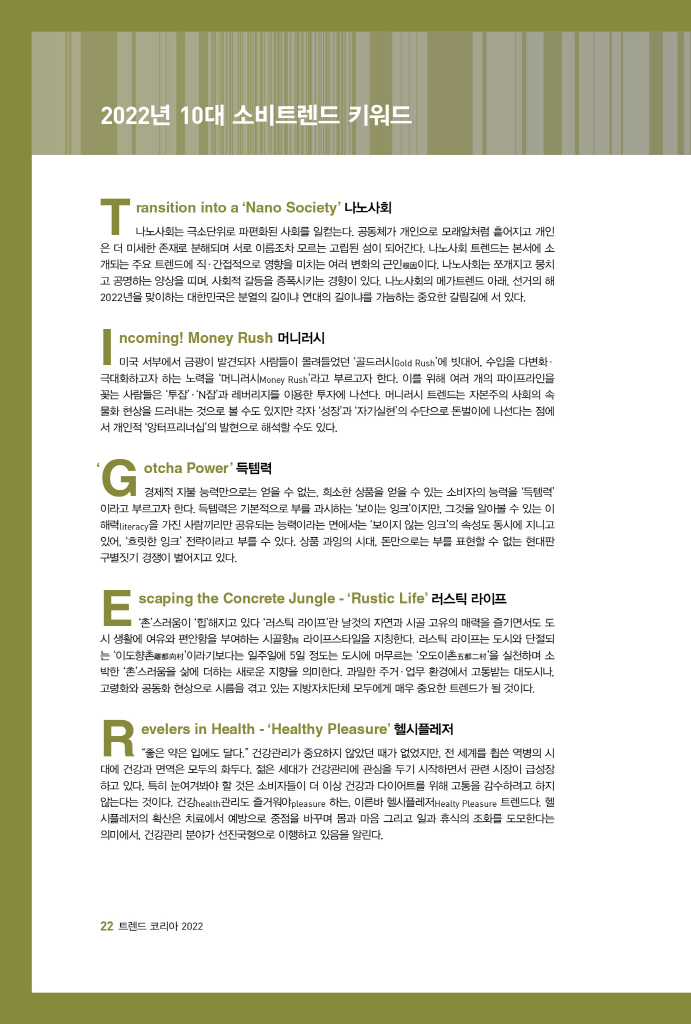 2022년 10대 소비트렌드 키워드
Transition into a ‘Nano Society’ 나노사회
나노사회는 극소단위로 파편화된 사회를 일컫는다. 공동체가 개인으로 모래알처럼 흩어지고 개인
은 더 미세한 존재로 분해되며 서로 이름조차 모르는 고립된 섬이 되어간다. 나노사회 트렌드는 본서에 소
개되는 주요 트렌드에 직·간접적으로 영향을 미치는 여러 변화의 근인根因이다. 나노사회는 쪼개지고 뭉치
고 공명하는 양상을 띠며, 사회적 갈등을 증폭시키는 경향이 있다. 나노사회의 메가트렌드 아래, 선거의 해
2022년을 맞이하는 대한민국은 분열의 길이냐 연대의 길이냐를 가늠하는 중요한 갈림길에 서 있다.
Incoming! Money Rush 머니러시
미국 서부에서 금광이 발견되자 사람들이 몰려들었던 ‘골드러시Gold Rush’에 빗대어, 수입을 다변화·
극대화하고자 하는 노력을 ‘머니러시Money Rush’라고 부르고자 한다. 이를 위해 여러 개의 파이프라인을
꽂는 사람들은 ‘투잡’·‘N잡’과 레버리지를 이용한 투자에 나선다. 머니러시 트렌드는 자본주의 사회의 속
물화 현상을 드러내는 것으로 볼 수도 있지만 각자 ‘성장’과 ‘자기실현’의 수단으로 돈벌이에 나선다는 점에
서 개인적 ‘앙터프리너십’의 발현으로 해석할 수도 있다.
‘Gotcha Power’ 득템력
경제적 지불 능력만으로는 얻을 수 없는, 희소한 상품을 얻을 수 있는 소비자의 능력을 ‘득템력’
이라고 부르고자 한다. 득템력은 기본적으로 부를 과시하는 ‘보이는 잉크’이지만, 그것을 알아볼 수 있는 이
해력literacy을 가진 사람끼리만 공유되는 능력이라는 면에서는 ‘보이지 않는 잉크’의 속성도 동시에 지니고
있어, ‘흐릿한 잉크’ 전략이라고 부를 수 있다. 상품 과잉의 시대, 돈만으로는 부를 표현할 수 없는 현대판
구별짓기 경쟁이 벌어지고 있다.
Escaping the Concrete Jungle - ‘Rustic Life’ 러스틱 라이프
‘촌’스러움이 ‘힙’해지고 있다 ‘러스틱 라이프’란 날것의 자연과 시골 고유의 매력을 즐기면서도 도
시 생활에 여유와 편안함을 부여하는 시골향向 라이프스타일을 지칭한다. 러스틱 라이프는 도시와 단절되
는 ‘이도향촌離都向村’이라기보다는 일주일에 5일 정도는 도시에 머무르는 ‘오도이촌五都二村’을 실천하며 소
박한 ‘촌’스러움을 삶에 더하는 새로운 지향을 의미한다. 과밀한 주거·업무 환경에서 고통받는 대도시나,
고령화와 공동화 현상으로 시름을 겪고 있는 지방자치단체 모두에게 매우 중요한 트렌드가 될 것이다.
Revelers in Health - ‘Healthy Pleasure’ 헬시플레저
“좋은 약은 입에도 달다.” 건강관리가 중요하지 않았던 때가 없었지만, 전 세계를 휩쓴 역병의 시
대에 건강과 면역은 모두의 화두다. 젊은 세대가 건강관리에 관심을 두기 시작하면서 관련 시장이 급성장
하고 있다. 특히 눈여겨봐야 할 것은 소비자들이 더 이상 건강과 다이어트를 위해 고통을 감수하려고 하지
않는다는 것이다. 건강health관리도 즐거워야pleasure 하는, 이른바 헬시플레저Healty Pleasure 트렌드다. 헬
시플레저의 확산은 치료에서 예방으로 중점을 바꾸며 몸과 마음 그리고 일과 휴식의 조화를 도모한다는
의미에서, 건강관리 분야가 선진국형으로 이행하고 있음을 알린다.
22 트렌드 코리아 2022